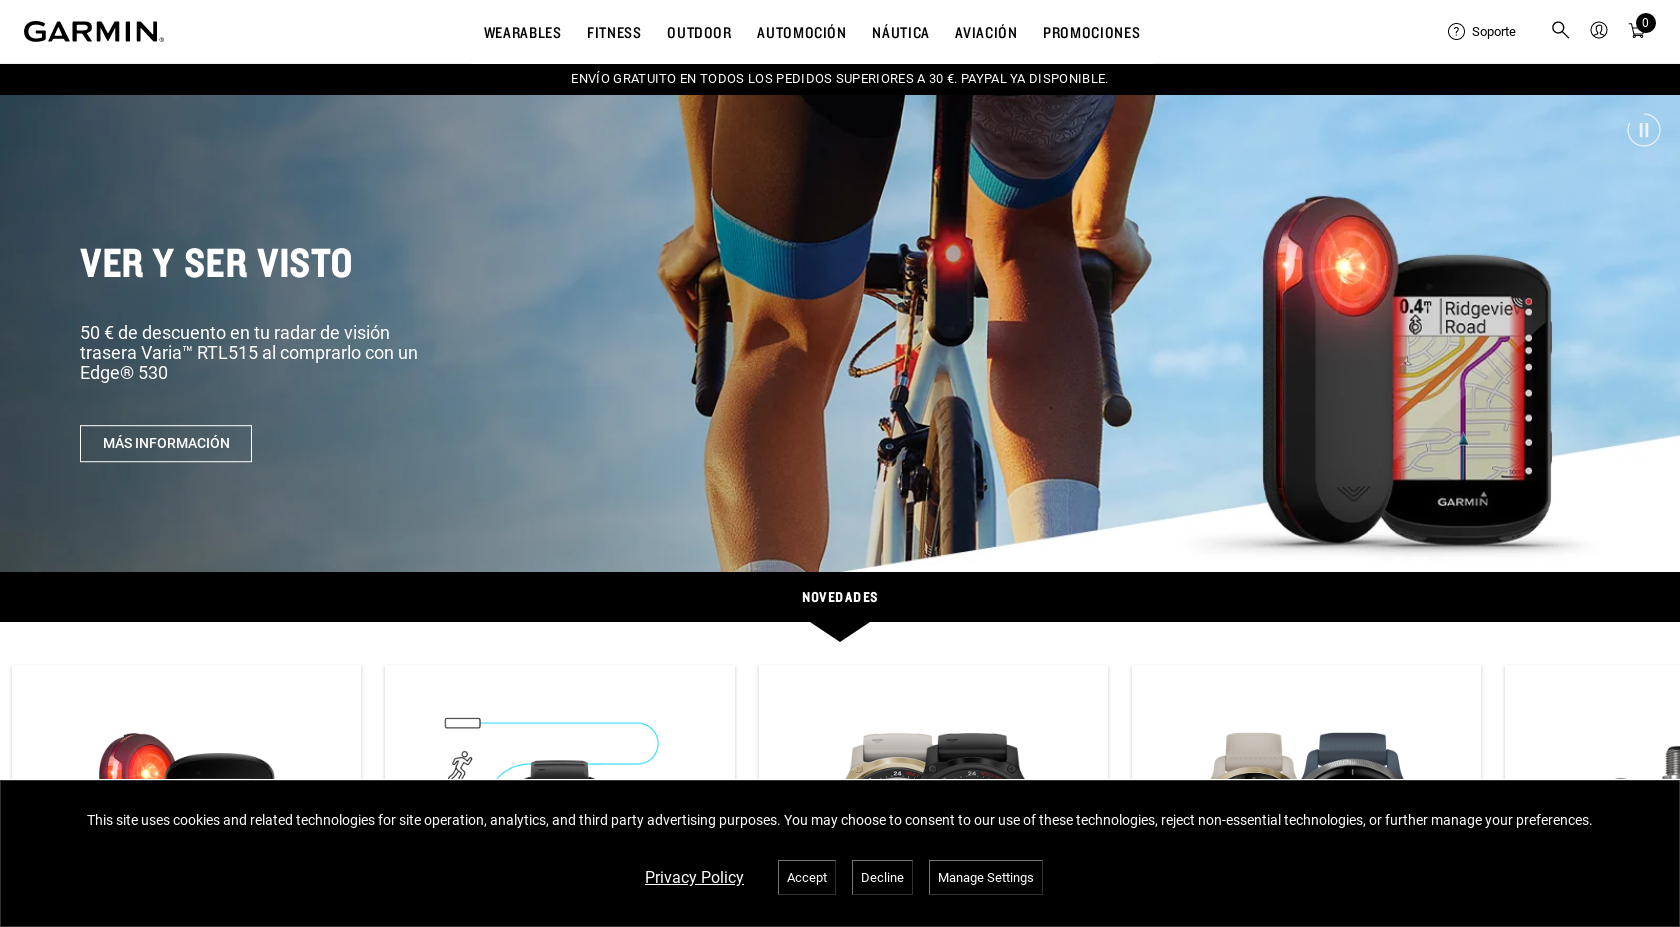 GARMIN
WEARABLES FITNESS OUTDOOR AUTOMOCIÓN NÁUTICA AVIACIÓN PROMOCIONES
Soporte
0
ENVÍO GRATUITO EN TODOS LOS PEDIDOS SUPERIORES A 30 €. PAYPAL YA DISPONIBLE.
VER Y SER VISTO
50 € de descuento en tu radar de visión
trasera Varia™ RTL515 al comprarlo con un
Edge® 530
MÁS INFORMACIÓN
0.4
Ridgeview
Road
GARMIN
NOVEDADES
24
24
This site uses cookies and related technologies for site operation, analytics, and third party advertising purposes. You may choose to consent to our use of these technologies, reject non-essential technologies, or further manage your preferences.
Privacy Policy Accept Decline Manage Settings